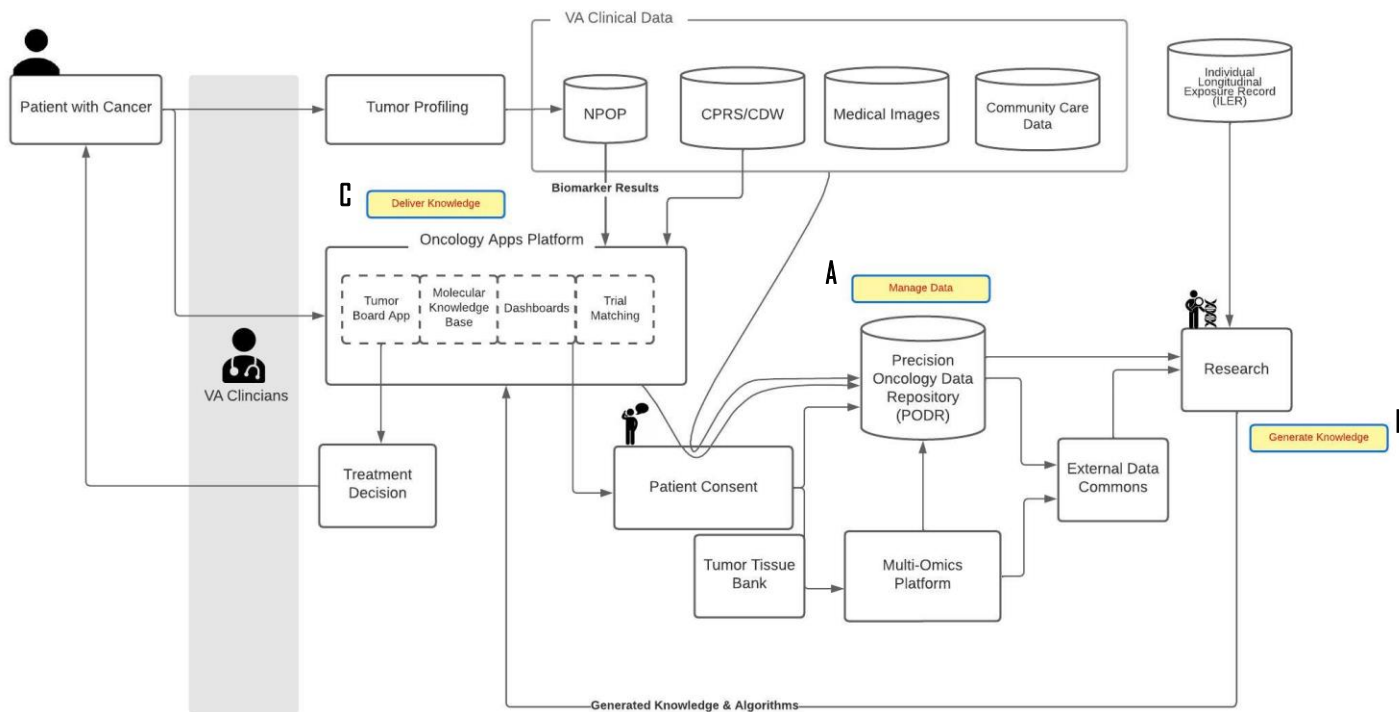 VA Clinical Data
Patient with Cancer
Tumor Profiling
NPOP
CPRS/CDW
Medical Images
Community Care
Data
Individual
Longitudinal
Exposure Record
(ILER)
Biomarker Results
C
Deliver Knowledge
Oncology Apps Platform
Tumor
Board App
Molecular
Knowledge
Base
Dashboards
Trial
Matching
A
Manage Data
Precision
Oncology Data
Repository
(PODR)
Research
VA Clincians
Generate Knowledge
Treatment
Decision
Patient Consent
External Data
Commons
Tumor Tissue
Bank
Multi-Omics
Platform
Generated Knowledge & Algorithms